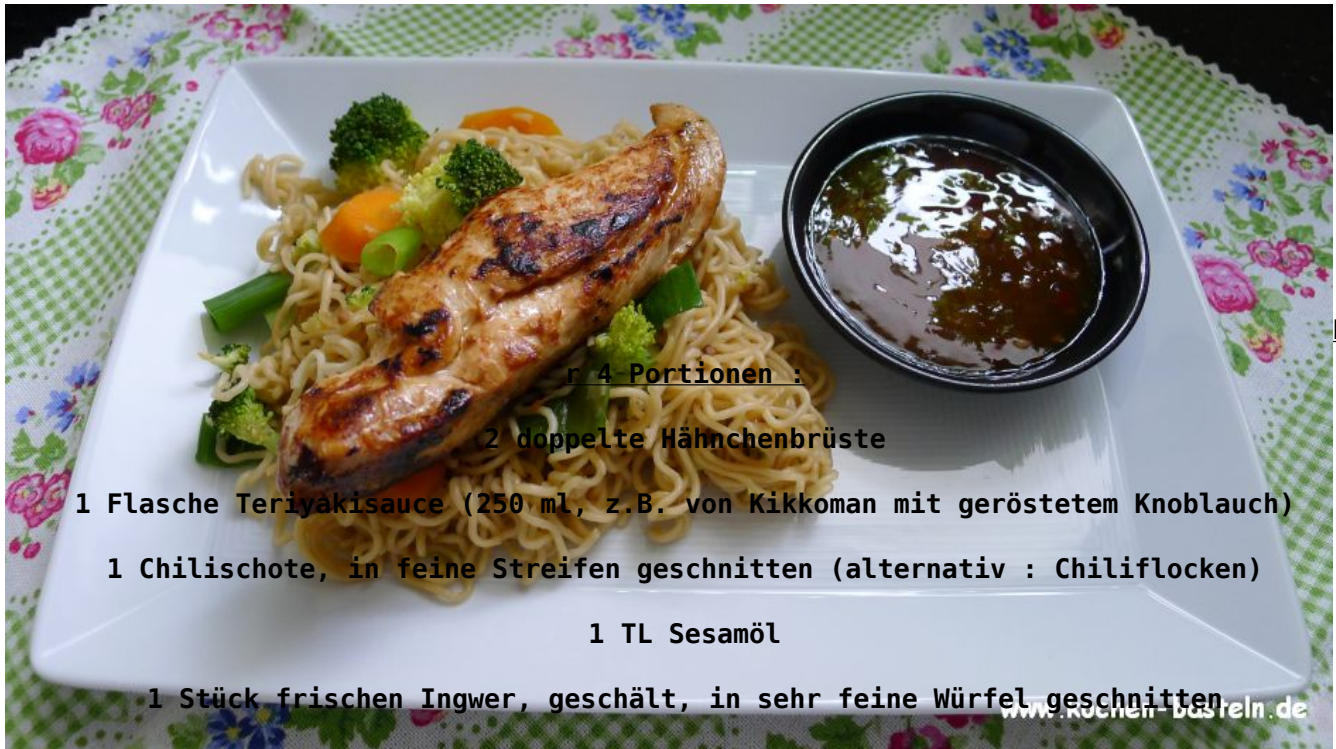 r 4 Portionen :
2 doppelte Hähnchenbrüste
1 Flasche Teriyakisauce (250 ml, z.B. von Kikkoman mit geröstetem Knoblauch)
1 Chilischote, in feine Streifen geschnitten (alternativ : Chiliflocken)
1 TL Sesamöl
1 Stück frischen Ingwer, geschält, in sehr feine Würfel geschnitten
www.kochen-basteln.de